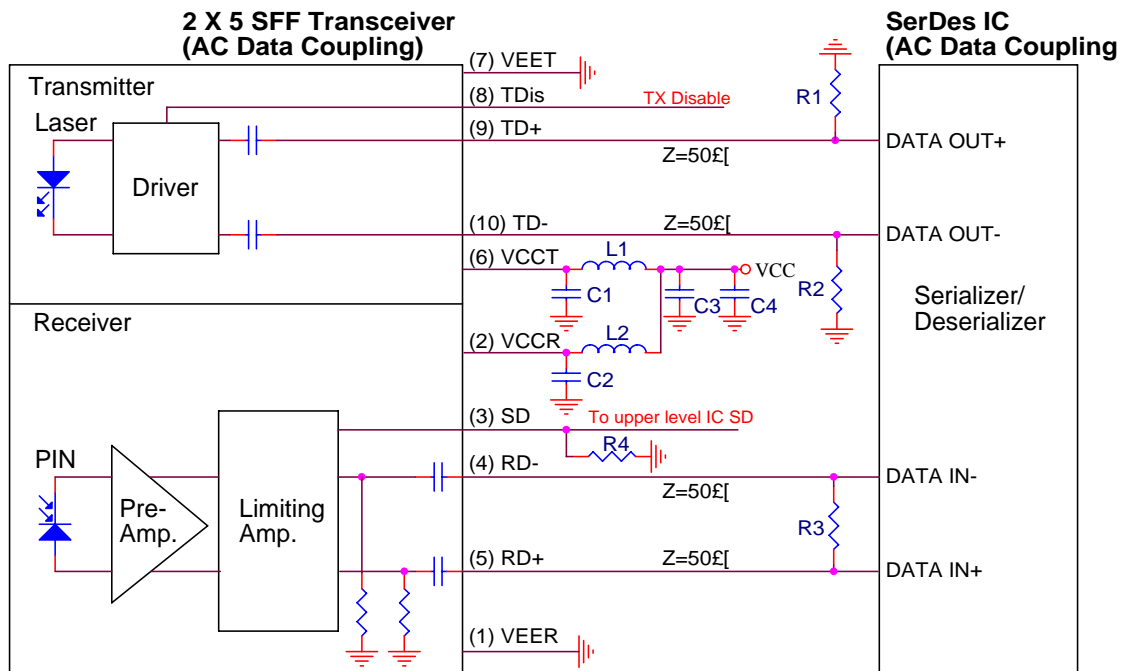 2 X 5 SFF Transceiver
(AC Data Coupling)
SerDes IC
(AC Data Coupling
(7) VEET
Transmitter
(8) TDis
TX Disable
R1
Laser
(9) TD+
DATA OUT+
Z=50£[
Driver
(10) TD-
Z=50£[
DATA OUT-
(6) VCCT
L1
VCC
C1
C3
C4
R2
Serializer/
Deserializer
Receiver
(2) VCCR
L2
C2
(3) SD
To upper level IC SD
R4
PIN
(4) RD-
DATA IN-
Z=50£[
Pre-
Amp.
Limiting
Amp.
R3
(5) RD+
Z=50£[
DATA IN+
(1) VEER